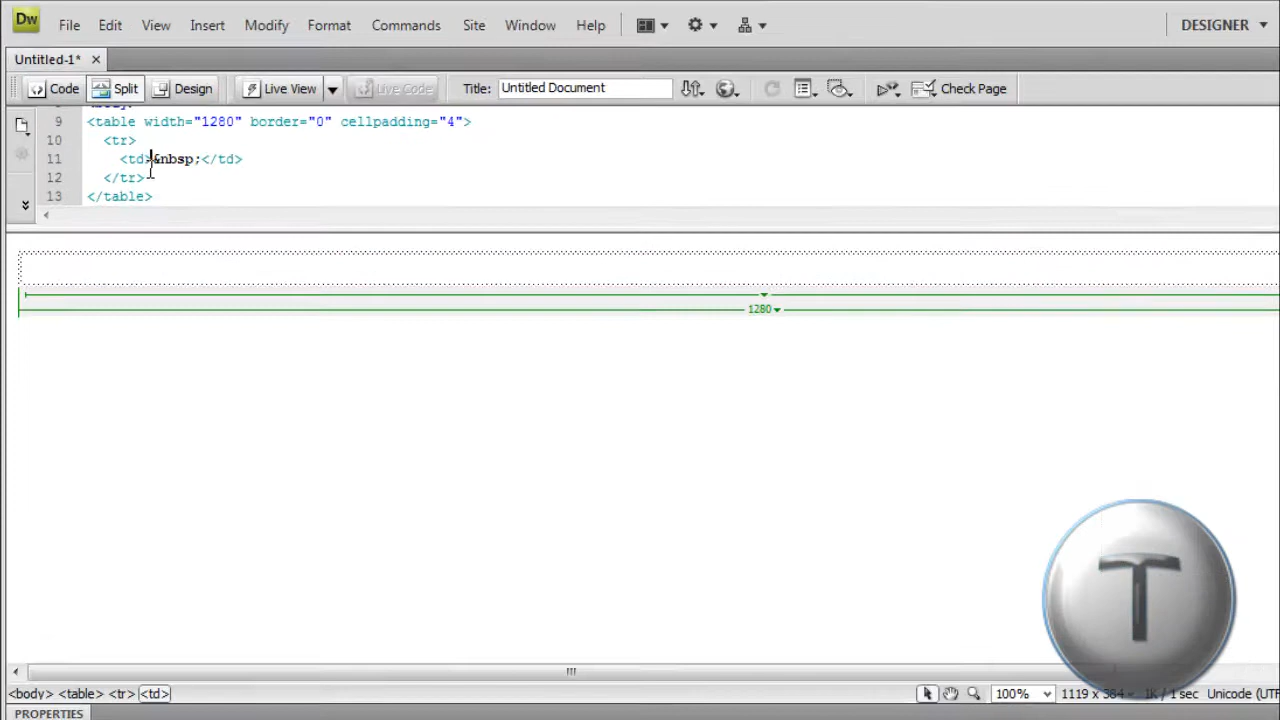 Dw File Edit View Insert Modify Format Commands Site Window Help DESIGNER
Untitled-1* ×
Code Split Design Live View Live Code Title: Untitled Document Check Page
9 <table width="1280" border="0" cellpadding="4">
10 <tr>
11 <td>&nbsp;</td>
12 </tr>
13 </table>
1280
T
<body> <table> <tr> <td> 100% 1119 x 384 1K / 1 sec Unicode (UTF
PROPERTIES